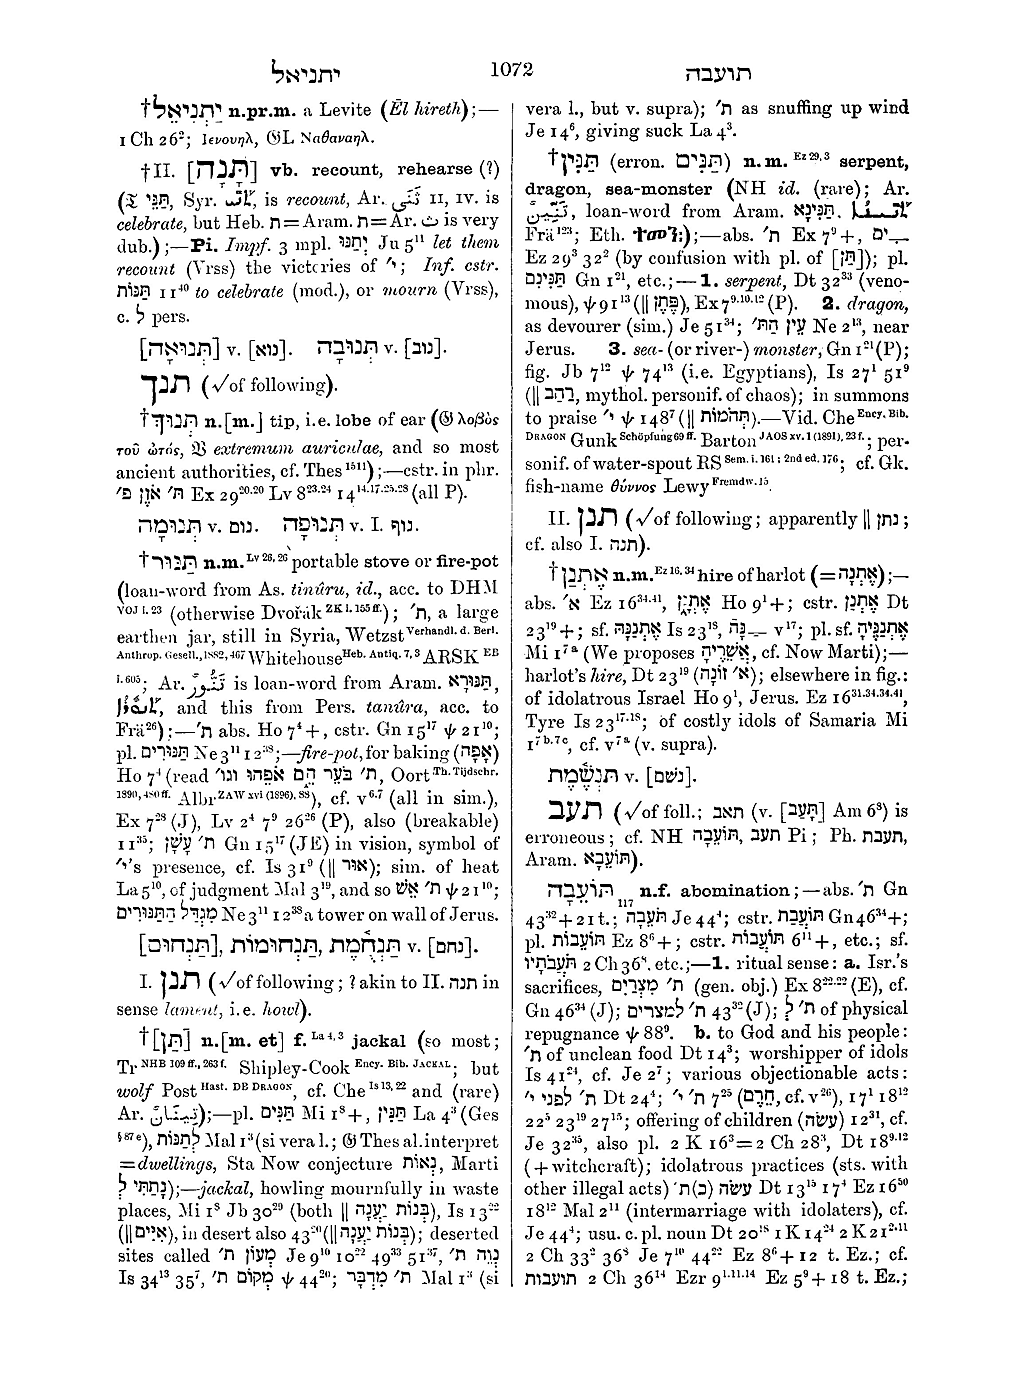 יתניאל 1072 תועבה
†יַתְנִיאֵל n.pr.m. a Levite (Ēl hireth);—
1 Ch 26²; Ιενουηλ, 𝔊L Ναθαναηλ.
†II. [תָּנָה] vb. recount, rehearse (?)
(𝔗 תַּנִּי, Syr. is recount, Ar. II, IV. is
celebrate, but Heb. ת=Aram. ת=Ar. ث is very
dub.);—Pi. Impf. 3 mpl. יְתַנּוּ Ju 5¹¹ let them
recount (Vrss) the victories of י׳; Inf. cstr.
תַּנּוֹת 11⁴⁰ to celebrate (mod.), or mourn (Vrss),
c. ל pers.
[תְּנוּאָה] v. [נוא]. תְּנוּבָה v. [נוב].
תנך (√of following).
†תְּנוּךְ n.[m.] tip, i.e. lobe of ear (𝔊 λοβὸς
τοῦ ὠτός, 𝔙 extremum auriculae, and so most
ancient authorities, cf. Thes¹⁵¹¹);—cstr. in phr.
ת׳ אֹזֶן פ׳ Ex 29²⁰·²⁰ Lv 8²³·²⁴ 14¹⁴·¹⁷·²⁵·²⁸ (all P).
תְּנוּמָה v. נום. תְּנוּפָה v. I. נוף.
†תַּנּוּר n.m. Lv 26, 26 portable stove or fire-pot
(loan-word from As. tinûru, id., acc. to DHM
VOJ i. 23 (otherwise Dvořák ZK i. 155 ff.); ת׳, a large
earthen jar, still in Syria, Wetzst Verhandl. d. Berl.
Anthrop. Gesell., 1882, 467 Whitehouse Heb. Antiq. 7, 3 ARSK EB
i. 605; Ar. تَنُّور is loan-word from Aram. תַּנּוּרָא,
and this from Pers. tanûra, acc. to
Frä²⁶);—ת׳ abs. Ho 7⁴+, cstr. Gn 15¹⁷ ψ 21¹⁰;
pl. תַּנּוּרִים Ne 3¹¹ 12³⁸;—fire-pot, for baking (אָפָה)
Ho 7⁴ (read ת׳ בֹּעֵר הֵם אֹפֵהוּ וגו׳, Oort Th. Tijdschr.
1890, 480 ff. Albr ZAW xvi (1896), 88), cf. v⁶·⁷ (all in sim.),
Ex 7²⁸ (J), Lv 2⁴ 7⁹ 26²⁶ (P), also (breakable)
11³⁵; ת׳ עָשָׁן Gn 15¹⁷ (JE) in vision, symbol of
י׳'s presence, cf. Is 31⁹ (‖ אוּר); sim. of heat
La 5¹⁰, of judgment Mal 3¹⁹, and so ת׳ אֵשׁ ψ 21¹⁰;
מִגְדַּל הַתַּנּוּרִים Ne 3¹¹ 12³⁸ a tower on wall of Jerus.
[תַּנְחוּם], תַּנְחוּמוֹת, תַּנְחֻמֹת v. [נחם].
I. תנן (√of following; ? akin to II. תנה in
sense lament, i.e. howl).
†[תַּן] n.[m. et] f. La 4, 3 jackal (so most;
Tr NHB 109 ff., 263 f. Shipley-Cook Ency. Bib. JACKAL; but
wolf Post Hast. DB DRAGON, cf. Che Is 13, 22 and (rare)
Ar. );—pl. תַּנִּים Mi 1⁸+, תַּנִּין La 4³ (Ges
§ 87 e), לְתַנּוֹת Mal 1³ (si vera l.; 𝔊 Thes al. interpret
=dwellings, Sta Now conjecture נְאוֹת, Marti
נָתַתִּי לְ);—jackal, howling mournfully in waste
places, Mi 1⁸ Jb 30²⁹ (both ‖ בְּנוֹת יַעֲנָה), Is 13²²
(‖ אִיִּים), in desert also 43²⁰ (‖ בְּנוֹת יַעֲנָה); deserted
sites called מְעוֹן ת׳ Je 9¹⁰ 10²² 49³³ 51³⁷, נְוֵה ת׳
Is 34¹³ 35⁷, מְקוֹם ת׳ ψ 44²⁰; ת׳ מִדְבָּר Mal 1³ (si
vera l., but v. supra); ת׳ as snuffing up wind
Je 14⁶, giving suck La 4³.
†תַּנִּין (erron. תַּנִּים) n.m. Ez 29, 3 serpent,
dragon, sea-monster (NH id. (rare); Ar.
تِنِّين, loan-word from Aram. תַּנִּינָא,
Frä¹²³; Eth. );—abs. ת׳ Ex 7⁹+, —ִים
Ez 29³ 32² (by confusion with pl. of [תַּן]); pl.
תַּנִּינִם Gn 1²¹, etc.;—1. serpent, Dt 32³³ (veno-
mous), ψ 91¹³ (‖ פֶּתֶן), Ex 7⁹·¹⁰·¹² (P). 2. dragon,
as devourer (sim.) Je 51³⁴; עֵין הַתּ׳ Ne 2¹³, near
Jerus. 3. sea- (or river-) monster, Gn 1²¹ (P);
fig. Jb 7¹² ψ 74¹³ (i.e. Egyptians), Is 27¹ 51⁹
(‖ רַהַב, mythol. personif. of chaos); in summons
to praise י׳ ψ 148⁷ (‖ תְּהֹמוֹת).—Vid. Che Ency. Bib.
DRAGON Gunk Schöpfung 69 ff. Barton JAOS xv. 1 (1891), 23 f.; per-
sonif. of water-spout RS Sem. i. 161; 2nd ed. 176; cf. Gk.
fish-name θύννος Lewy Fremdw. 15.
II. תנן (√of following; apparently ‖ נתן;
cf. also I. תנה).
†אֶתְנַן n.m. Ez 16, 34 hire of harlot (=אֶתְנָה);—
abs. א׳ Ez 16³⁴·⁴¹, אֶתְנָ֑ן Ho 9¹+; cstr. אֶתְנַן Dt
23¹⁹+; sf. אֶתְנַנָּה Is 23¹⁸, —נָּהֿ v¹⁷; pl. sf. אֶתְנַנֶּיהָ
Mi 1⁷ᵃ (We proposes אֲשֵׁרֶיהָ, cf. Now Marti);—
harlot's hire, Dt 23¹⁹ (א׳ זוֹנָה); elsewhere in fig.:
of idolatrous Israel Ho 9¹, Jerus. Ez 16³¹·³⁴·³⁴·⁴¹,
Tyre Is 23¹⁷·¹⁸; of costly idols of Samaria Mi
1⁷ᵇ·⁷ᶜ, cf. v⁷ᵃ (v. supra).
תִּנְשֶׁמֶת v. [נשם].
תעב (√of foll.; תאב (v. [תָּעַב] Am 6⁸) is
erroneous; cf. NH תּוֹעֵבָה, תעב Pi; Ph. תעבת,
Aram. תּוֹעֵבָא).
תּוֹעֵבָה 117 n.f. abomination;—abs. ת׳ Gn
43³²+21 t.; תֹּעֵבָה Je 44⁴; cstr. תּוֹעֲבַת Gn 46³⁴+;
pl. תּוֹעֵבוֹת Ez 8⁶+; cstr. תּוֹעֲבוֹת 6¹¹+, etc.; sf.
תֹּעֲבֹתָיו 2 Ch 36⁸, etc.;—1. ritual sense: a. Isr.'s
sacrifices, ת׳ מִצְרַיִם (gen. obj.) Ex 8²²·²² (E), cf.
Gn 46³⁴ (J); ת׳ למצרים 43³² (J); ת׳ לְ of physical
repugnance ψ 88⁹. b. to God and his people:
ת׳ of unclean food Dt 14³; worshipper of idols
Is 41²⁴, cf. Je 2⁷; various objectionable acts:
ת׳ לפני י׳ Dt 24⁴; ת׳ י׳ 7²⁵ (חֵרֶם, cf. v²⁶), 17¹ 18¹²
22⁵ 23¹⁹ 27¹⁵; offering of children (עשׂה) 12³¹, cf.
Je 32³⁵, also pl. 2 K 16³=2 Ch 28³, Dt 18⁹·¹²
(+witchcraft); idolatrous practices (sts. with
other illegal acts) עשׂה (כ)ת׳ Dt 13¹⁵ 17⁴ Ez 16⁵⁰
18¹² Mal 2¹¹ (intermarriage with idolaters), cf.
Je 44⁴; usu. c. pl. noun Dt 20¹⁸ 1 K 14²⁴ 2 K 21²·¹¹
2 Ch 33² 36⁸ Je 7¹⁰ 44²² Ez 8⁶+12 t. Ez.; cf.
תועבות 2 Ch 36¹⁴ Ezr 9¹·¹¹·¹⁴ Ez 5⁹+18 t. Ez.;